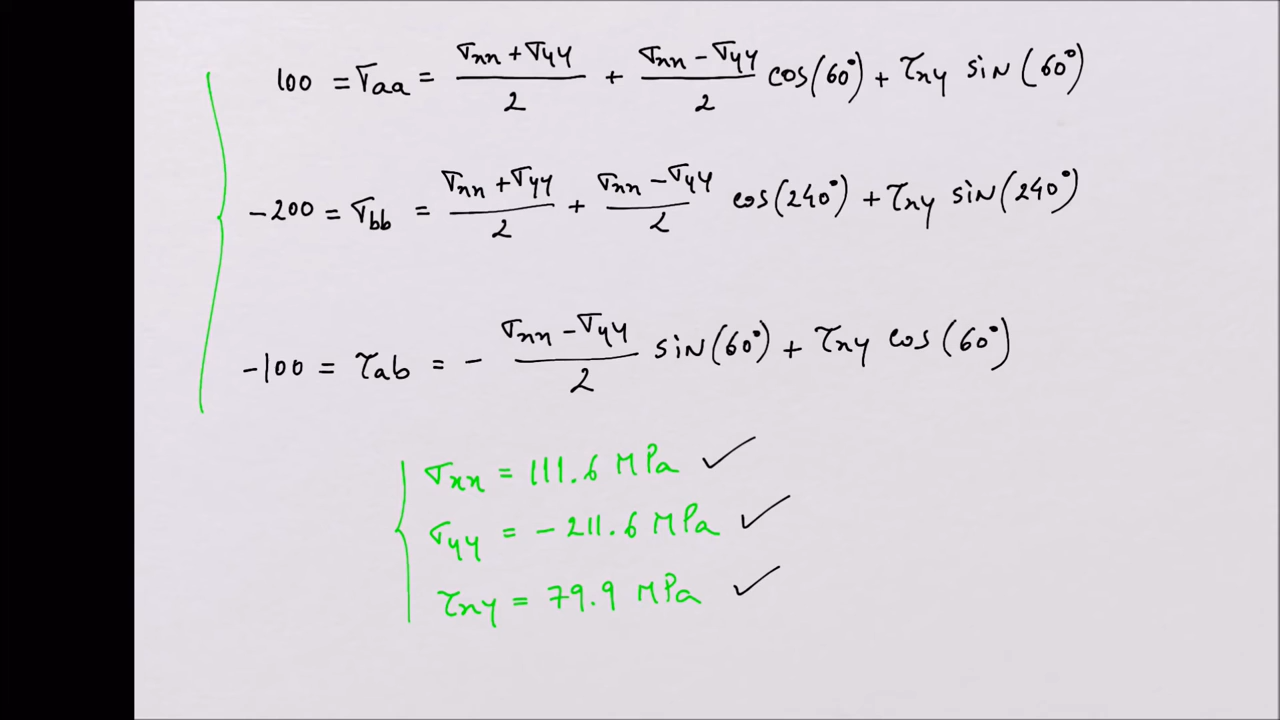 100 = σaa = (σxx + σyy)/2 + (σxx − σyy)/2 cos(60°) + τxy sin(60°)
-200 = σbb = (σxx + σyy)/2 + (σxx − σyy)/2 cos(240°) + τxy sin(240°)
-100 = τab = − (σxx − σyy)/2 sin(60°) + τxy cos(60°)
σxx = 111.6 MPa ✓
σyy = −211.6 MPa ✓
τxy = 79.9 MPa ✓